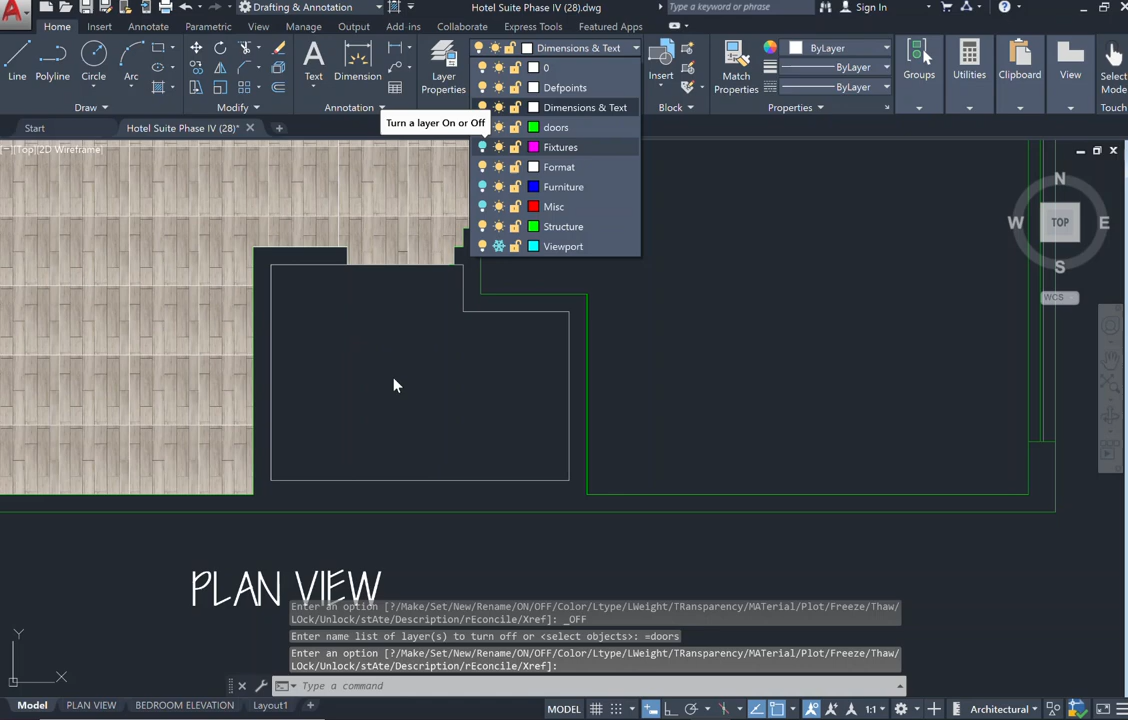 Drafting & Annotation
Hotel Suite Phase IV (28).dwg
Type a keyword or phrase
Sign In
Home Insert Annotate Parametric View Manage Output Add-ins Collaborate Express Tools Featured Apps
Line Polyline Circle Arc
Text Dimension
Layer
Properties
Dimensions & Text
Insert
Match
Properties
ByLayer
ByLayer
ByLayer
Groups
Utilities
Clipboard
View
Select
Mode
Draw Modify Annotation Block Properties Touch
Start
Hotel Suite Phase IV (28)*
0
Defpoints
Dimensions & Text
doors
Fixtures
Format
Furniture
Misc
Structure
Viewport
Turn a layer On or Off
[−][Top][2D Wireframe]
N
W TOP E
S
WCS
PLAN VIEW
Enter an option [?/Make/Set/New/Rename/ON/OFF/Color/Ltype/LWeight/TRansparency/MATerial/Plot/Freeze/Thaw/
LOck/Unlock/stAte/Description/rEconcile/Xref]: _OFF
Enter name list of layer(s) to turn off or <select objects>: =doors
Enter an option [?/Make/Set/New/Rename/ON/OFF/Color/Ltype/LWeight/TRansparency/MATerial/Plot/Freeze/Thaw/
LOck/Unlock/stAte/Description/rEconcile/Xref]:
Type a command
Y
X
Model PLAN VIEW BEDROOM ELEVATION Layout1
MODEL
1:1
Architectural